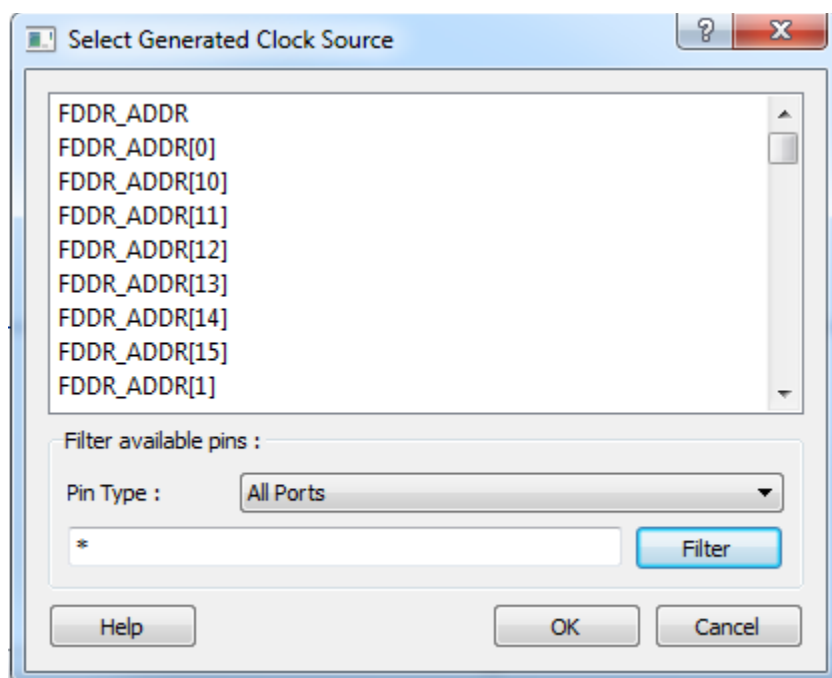 Select Generated Clock Source
FDDR_ADDR
FDDR_ADDR[0]
FDDR_ADDR[10]
FDDR_ADDR[11]
FDDR_ADDR[12]
FDDR_ADDR[13]
FDDR_ADDR[14]
FDDR_ADDR[15]
FDDR_ADDR[1]
Filter available pins :
Pin Type : All Ports
* Filter
Help OK Cancel